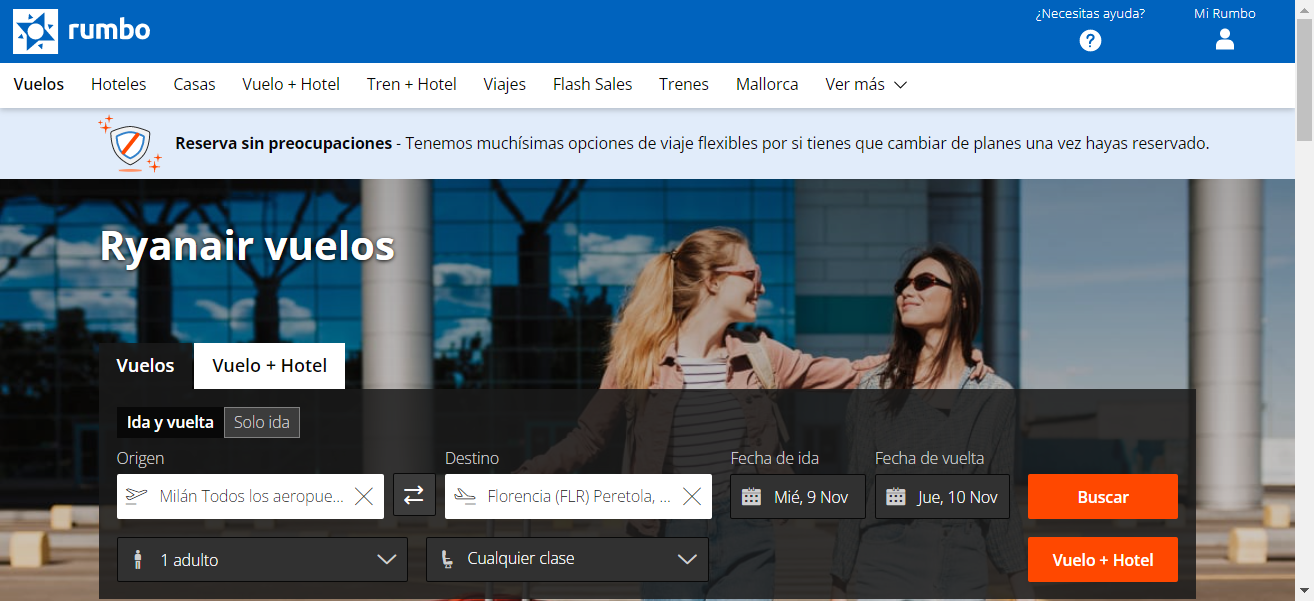 rumbo
¿Necesitas ayuda?
?
Mi Rumbo
Vuelos
Hoteles
Casas
Vuelo + Hotel
Tren + Hotel
Viajes
Flash Sales
Trenes
Mallorca
Ver más
Reserva sin preocupaciones - Tenemos muchísimas opciones de viaje flexibles por si tienes que cambiar de planes una vez hayas reservado.
Ryanair vuelos
Vuelos
Vuelo + Hotel
Ida y vuelta
Solo ida
Origen
Destino
Fecha de ida
Fecha de vuelta
Milán Todos los aeropue...
Florencia (FLR) Peretola, ...
Mié, 9 Nov
Jue, 10 Nov
Buscar
1 adulto
Cualquier clase
Vuelo + Hotel